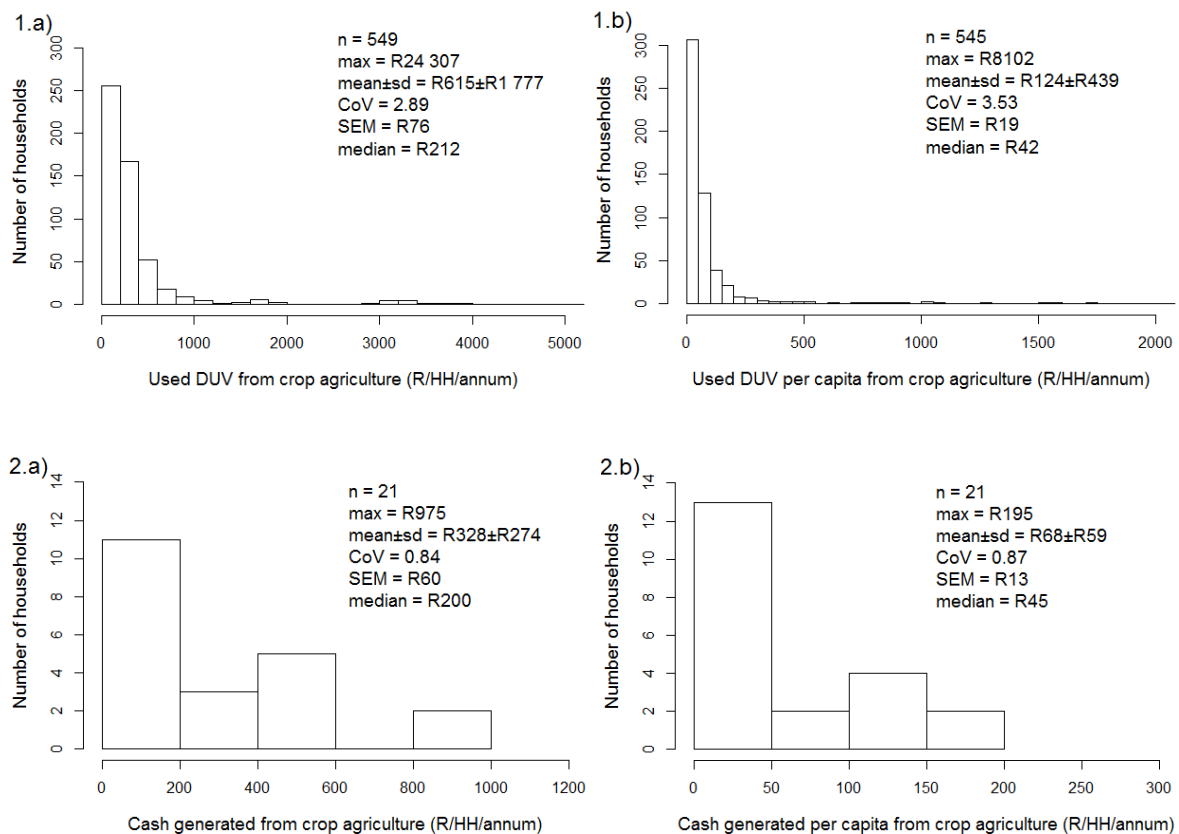 1.a)
n = 549
max = R24 307
mean±sd = R615±R1 777
CoV = 2.89
SEM = R76
median = R212
Number of households
0
50
100
150
200
250
300
0 1000 2000 3000 4000 5000
Used DUV from crop agriculture (R/HH/annum)
1.b)
n = 545
max = R8102
mean±sd = R124±R439
CoV = 3.53
SEM = R19
median = R42
Number of households
0
50
100
150
200
250
300
0 500 1000 1500 2000
Used DUV per capita from crop agriculture (R/HH/annum)
2.a)
n = 21
max = R975
mean±sd = R328±R274
CoV = 0.84
SEM = R60
median = R200
Number of households
0
2
4
6
8
10
12
14
0 200 400 600 800 1000 1200
Cash generated from crop agriculture (R/HH/annum)
2.b)
n = 21
max = R195
mean±sd = R68±R59
CoV = 0.87
SEM = R13
median = R45
Number of households
0
2
4
6
8
10
12
14
0 50 100 150 200 250 300
Cash generated per capita from crop agriculture (R/HH/annum)